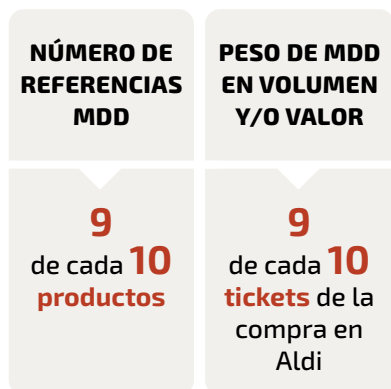 NÚMERO DE
REFERENCIAS
MDD
9
de cada 10
productos
PESO DE MDD
EN VOLUMEN
Y/O VALOR
9
de cada 10
tickets de la
compra en
Aldi